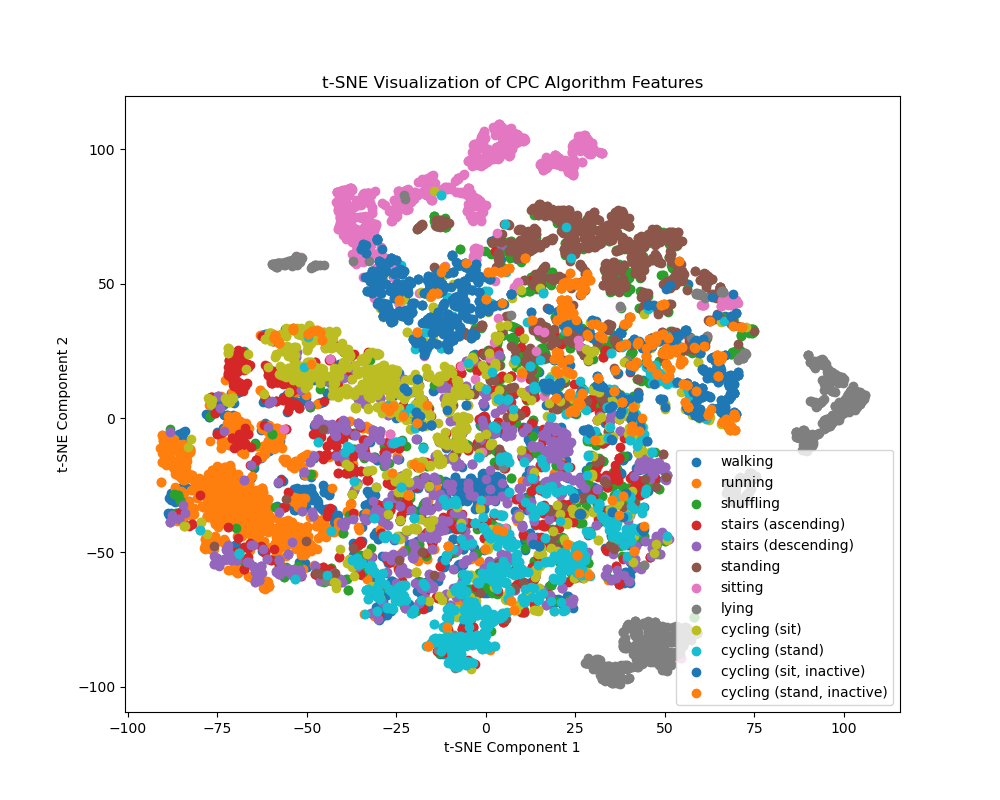 t-SNE Visualization of CPC Algorithm Features
t-SNE Component 2
100
50
0
−50
−100
walking
running
shuffling
stairs (ascending)
stairs (descending)
standing
sitting
lying
cycling (sit)
cycling (stand)
cycling (sit, inactive)
cycling (stand, inactive)
−100
−75
−50
−25
0
25
50
75
100
t-SNE Component 1